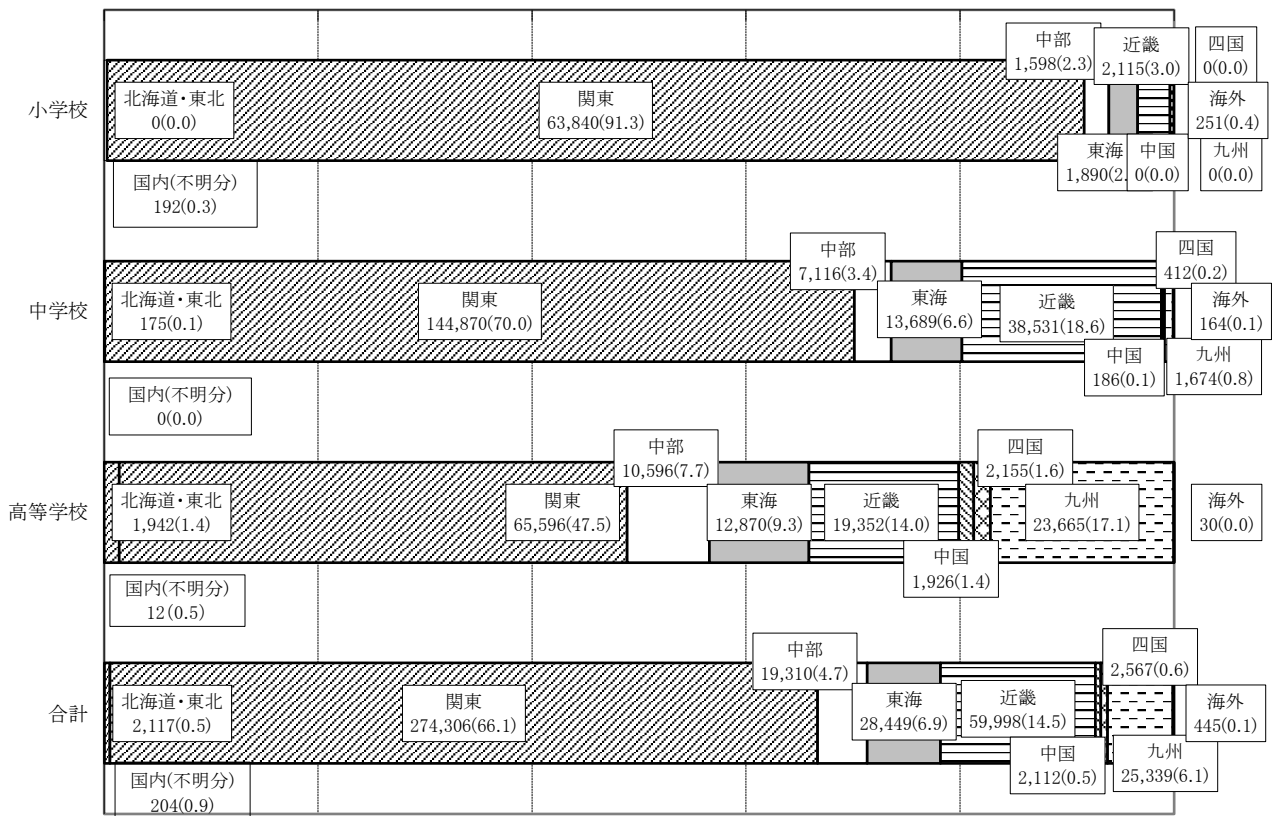 中部
1,598(2.3)
近畿
2,115(3.0)
四国
0(0.0)
小学校
北海道・東北
0(0.0)
関東
63,840(91.3)
海外
251(0.4)
東海
1,890(2.
中国
0(0.0)
九州
0(0.0)
国内(不明分)
192(0.3)
中部
7,116(3.4)
四国
412(0.2)
中学校
北海道・東北
175(0.1)
関東
144,870(70.0)
東海
13,689(6.6)
近畿
38,531(18.6)
海外
164(0.1)
中国
186(0.1)
九州
1,674(0.8)
国内(不明分)
0(0.0)
中部
10,596(7.7)
四国
2,155(1.6)
高等学校
北海道・東北
1,942(1.4)
関東
65,596(47.5)
東海
12,870(9.3)
近畿
19,352(14.0)
九州
23,665(17.1)
海外
30(0.0)
中国
1,926(1.4)
国内(不明分)
12(0.5)
中部
19,310(4.7)
四国
2,567(0.6)
合計
北海道・東北
2,117(0.5)
関東
274,306(66.1)
東海
28,449(6.9)
近畿
59,998(14.5)
海外
445(0.1)
中国
2,112(0.5)
九州
25,339(6.1)
国内(不明分)
204(0.9)